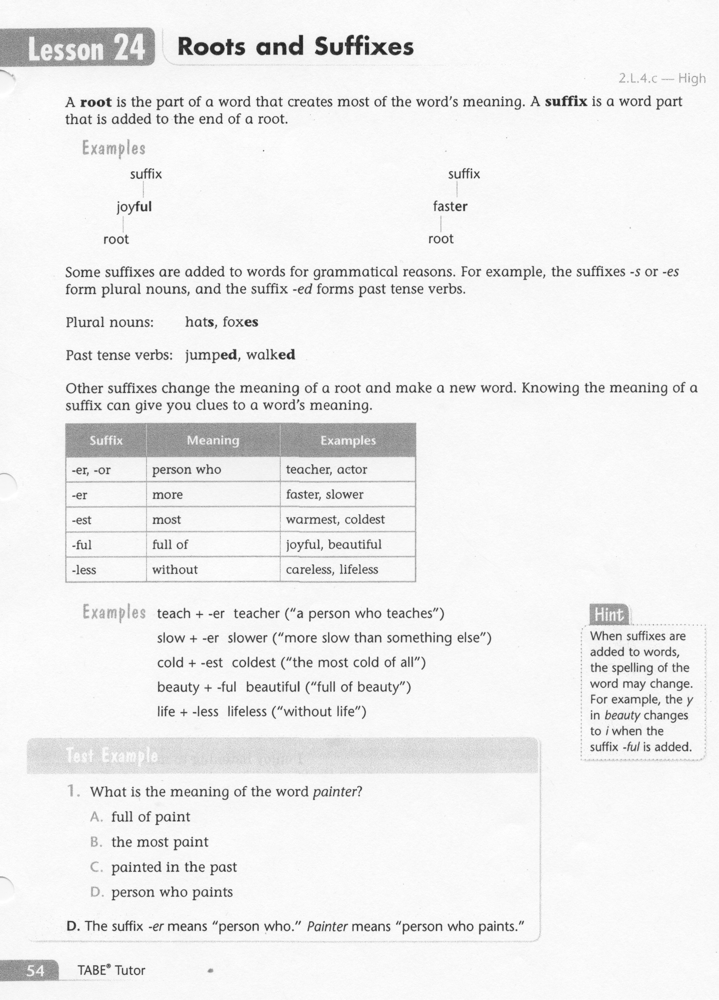 Lesson 24
Roots and Suffixes
2.L.4.c — High
A root is the part of a word that creates most of the word's meaning. A suffix is a word part
that is added to the end of a root.
Examples
suffix
joyful
root
suffix
faster
root
Some suffixes are added to words for grammatical reasons. For example, the suffixes -s or -es
form plural nouns, and the suffix -ed forms past tense verbs.
Plural nouns: hats, foxes
Past tense verbs: jumped, walked
Other suffixes change the meaning of a root and make a new word. Knowing the meaning of a
suffix can give you clues to a word's meaning.
Suffix Meaning Examples
-er, -or person who teacher, actor
-er more faster, slower
-est most warmest, coldest
-ful full of joyful, beautiful
-less without careless, lifeless
Examples teach + -er teacher ("a person who teaches")
slow + -er slower ("more slow than something else")
cold + -est coldest ("the most cold of all")
beauty + -ful beautiful ("full of beauty")
life + -less lifeless ("without life")
Hint
When suffixes are
added to words,
the spelling of the
word may change.
For example, the y
in beauty changes
to i when the
suffix -ful is added.
Test Example
1. What is the meaning of the word painter?
A. full of paint
B. the most paint
C. painted in the past
D. person who paints
D. The suffix -er means "person who." Painter means "person who paints."
54 TABE® Tutor